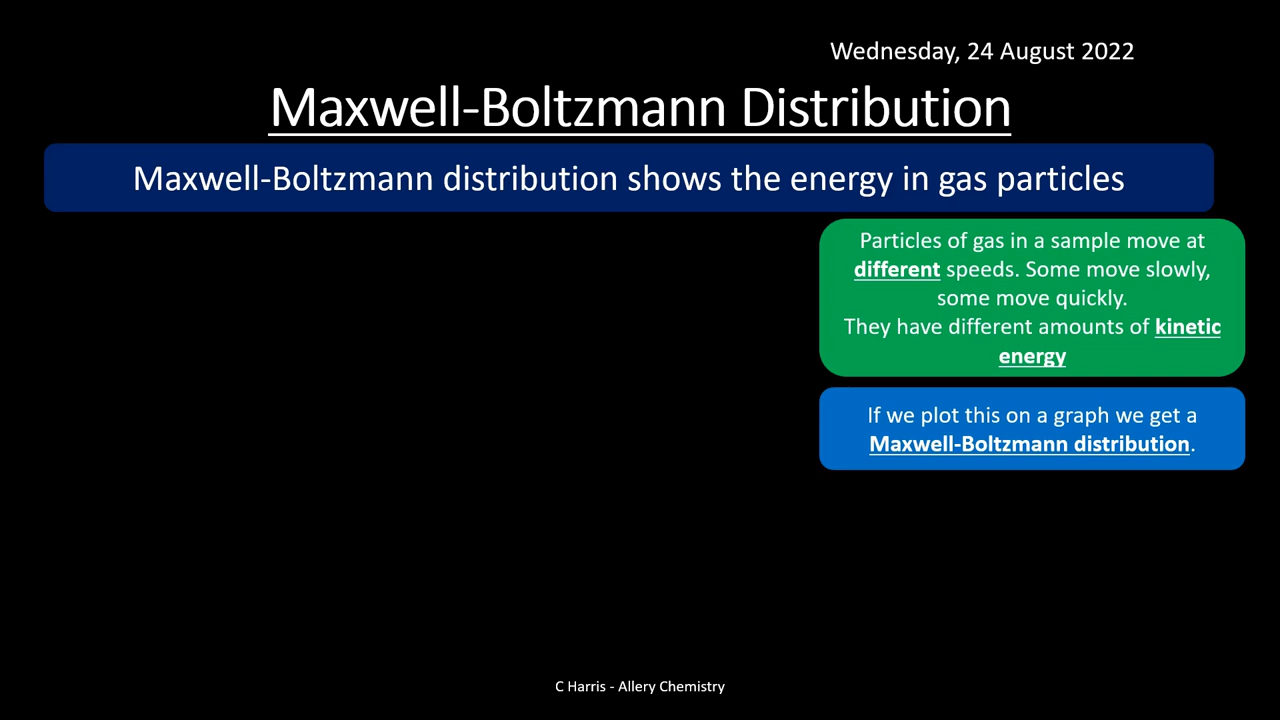 Wednesday, 24 August 2022
Maxwell-Boltzmann Distribution
Maxwell-Boltzmann distribution shows the energy in gas particles
Particles of gas in a sample move at
different speeds. Some move slowly,
some move quickly.
They have different amounts of kinetic
energy
If we plot this on a graph we get a
Maxwell-Boltzmann distribution.
C Harris - Allery Chemistry